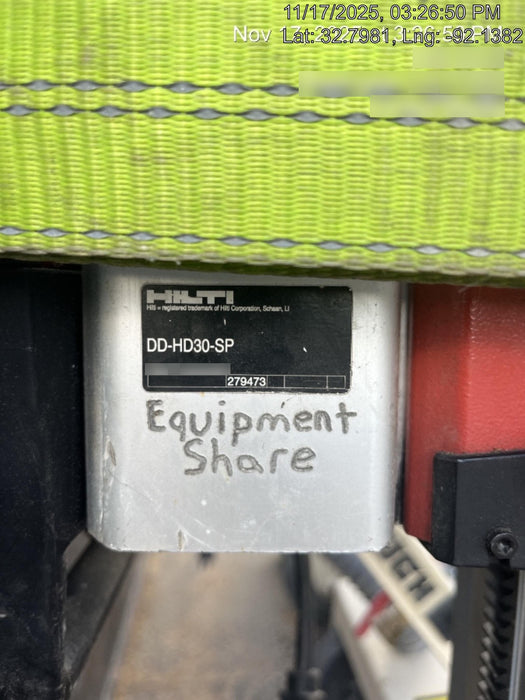 11/17/2025, 03:26:50 PM
Lat: 32.7981, Lng: -92.1382
HILTI
Hilti = registered trademark of Hilti Corporation, Schaan, LI
DD-HD30-SP
279473
Equipment
Share